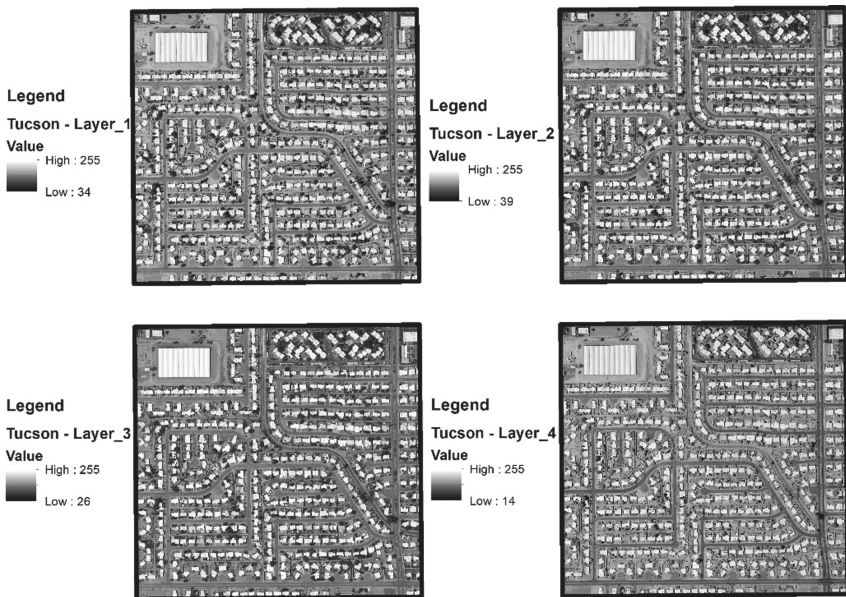 Legend
Tucson - Layer_1
Value
High : 255
Low : 34
Legend
Tucson - Layer_2
Value
High : 255
Low : 39
Legend
Tucson - Layer_3
Value
High : 255
Low : 26
Legend
Tucson - Layer_4
Value
High : 255
Low : 14